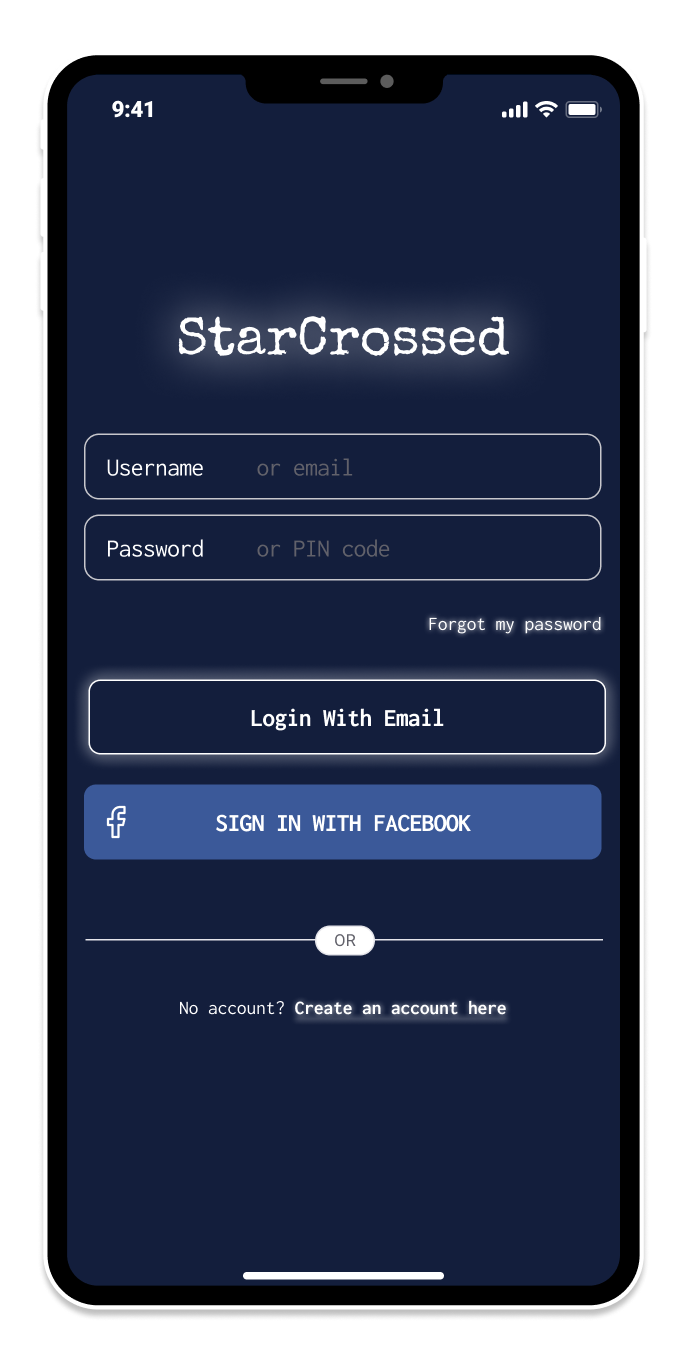 9:41
StarCrossed
Username or email
Password or PIN code
Forgot my password
Login With Email
SIGN IN WITH FACEBOOK
OR
No account? Create an account here